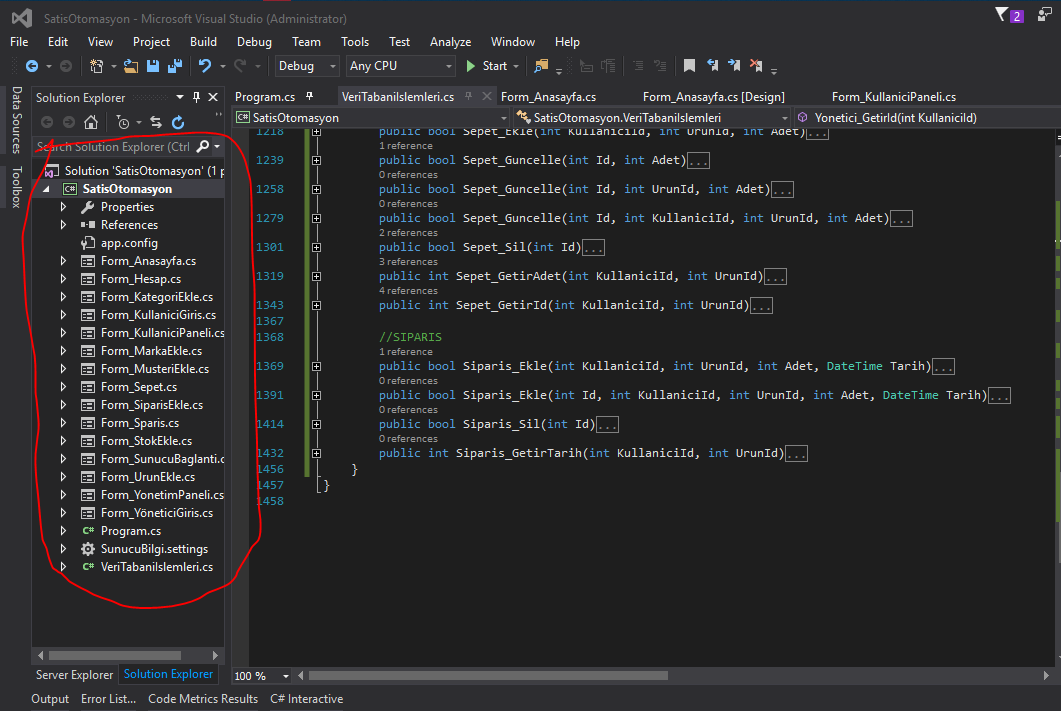 SatisOtomasyon - Microsoft Visual Studio (Administrator)
2
File Edit View Project Build Debug Team Tools Test Analyze Window Help
Debug Any CPU Start
Data Sources
Toolbox
Solution Explorer
Search Solution Explorer (Ctrl
Solution 'SatisOtomasyon' (1 p
SatisOtomasyon
Properties
References
app.config
Form_Anasayfa.cs
Form_Hesap.cs
Form_KategoriEkle.cs
Form_KullaniciGiris.cs
Form_KullaniciPaneli.cs
Form_MarkaEkle.cs
Form_MusteriEkle.cs
Form_Sepet.cs
Form_SiparisEkle.cs
Form_Sparis.cs
Form_StokEkle.cs
Form_SunucuBaglanti.c
Form_UrunEkle.cs
Form_YonetimPaneli.cs
Form_YöneticiGiris.cs
Program.cs
SunucuBilgi.settings
VeriTabaniIslemleri.cs
Server Explorer Solution Explorer
Program.cs VeriTabaniIslemleri.cs Form_Anasayfa.cs Form_Anasayfa.cs [Design] Form_KullaniciPaneli.cs
C# SatisOtomasyon SatisOtomasyon.VeriTabaniIslemleri Yonetici_GetirId(int KullaniciId)
1218 public bool Sepet_Ekle(int KullaniciId, int UrunId, int Adet)...
1 reference
1239 public bool Sepet_Guncelle(int Id, int Adet)...
0 references
1258 public bool Sepet_Guncelle(int Id, int UrunId, int Adet)...
0 references
1279 public bool Sepet_Guncelle(int Id, int KullaniciId, int UrunId, int Adet)...
2 references
1301 public bool Sepet_Sil(int Id)...
3 references
1319 public int Sepet_GetirAdet(int KullaniciId, int UrunId)...
4 references
1343 public int Sepet_GetirId(int KullaniciId, int UrunId)...
1367
1368 //SIPARIS
1 reference
1369 public bool Siparis_Ekle(int KullaniciId, int UrunId, int Adet, DateTime Tarih)...
0 references
1391 public bool Siparis_Ekle(int Id, int KullaniciId, int UrunId, int Adet, DateTime Tarih)...
0 references
1414 public bool Siparis_Sil(int Id)...
0 references
1432 public int Siparis_GetirTarih(int KullaniciId, int UrunId)...
1456 }
1457 }
1458
100 %
Output Error List... Code Metrics Results C# Interactive